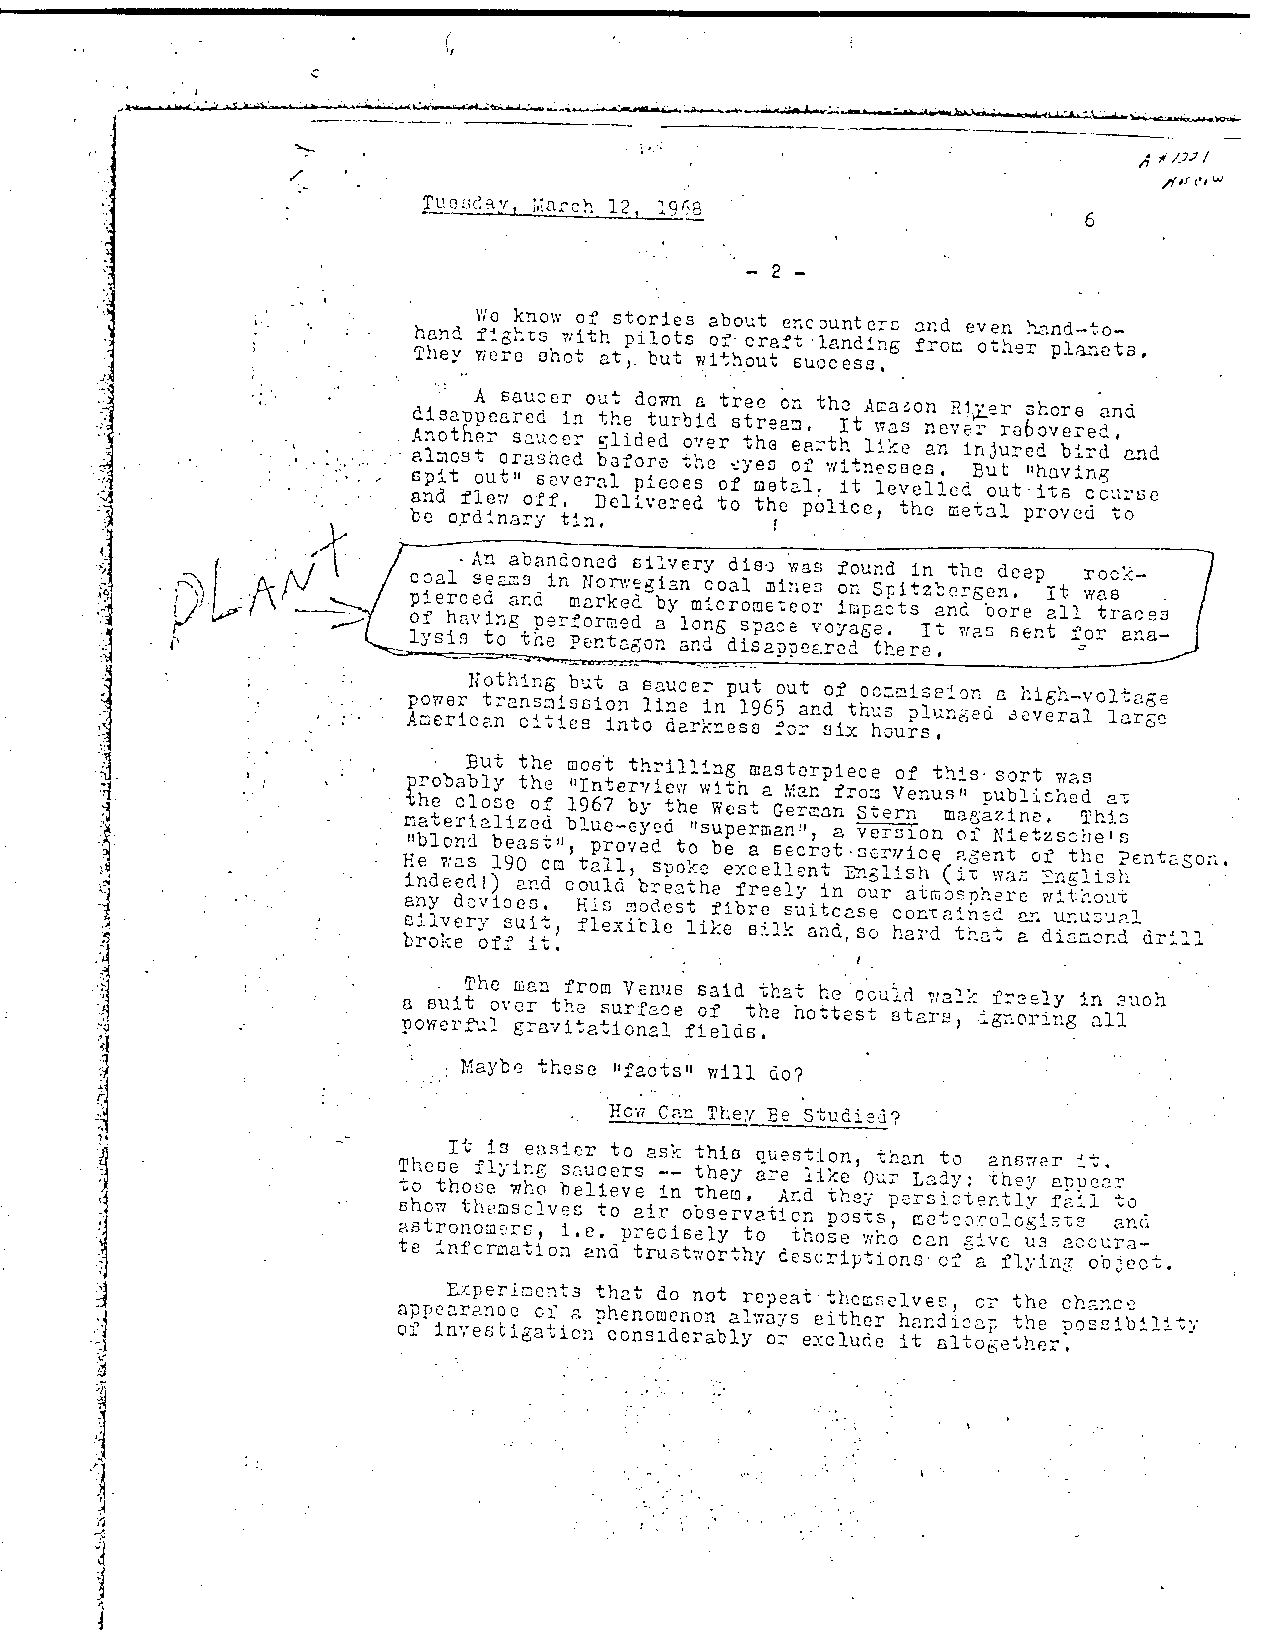 Tuesday, March 12, 1968
6
- 2 -
We know of stories about encounters and even hand-to-
hand fights with pilots of craft landing from other planets.
They were shot at, but without success.
A saucer cut down a tree on the Amazon River shore and
disappeared in the turbid stream. It was never rebovered.
Another saucer glided over the earth like an injured bird and
almost crashed before the eyes of witnesses. But "having
spit out" several pieces of metal, it levelled out its course
and flew off. Delivered to the police, the metal proved to
be ordinary tin.
PLANT
An abandoned silvery disc was found in the deep rock-
coal seams in Norwegian coal mines on Spitzbergen. It was
pierced and marked by micrometeor impacts and bore all traces
of having performed a long space voyage. It was sent for ana-
lysis to the Pentagon and disappeared there.
Nothing but a saucer put out of commission a high-voltage
power transmission line in 1965 and thus plunged several large
American cities into darkness for six hours.
But the most thrilling masterpiece of this sort was
probably the "Interview with a Man from Venus" published at
the close of 1967 by the West German Stern magazine. This
materialized blue-eyed "superman", a version of Nietzsche's
"blond beast", proved to be a secret service agent of the Pentagon.
He was 190 cm tall, spoke excellent English (it was English
indeed!) and could breathe freely in our atmosphere without
any devices. His modest fibre suitcase contained an unusual
silvery suit, flexible like silk and, so hard that a diamond drill
broke off it.
The man from Venus said that he could walk freely in such
a suit over the surface of the hottest stars, ignoring all
powerful gravitational fields.
Maybe these "facts" will do?
How Can They Be Studied?
It is easier to ask this question, than to answer it.
These flying saucers -- they are like Our Lady: they appear
to those who believe in them. And they persistently fail to
show themselves to air observation posts, meteorologists and
astronomers, i.e. precisely to those who can give us accura-
te information and trustworthy descriptions of a flying object.
Experiments that do not repeat themselves, or the chance
appearance of a phenomenon always either handicap the possibility
of investigation considerably or exclude it altogether.